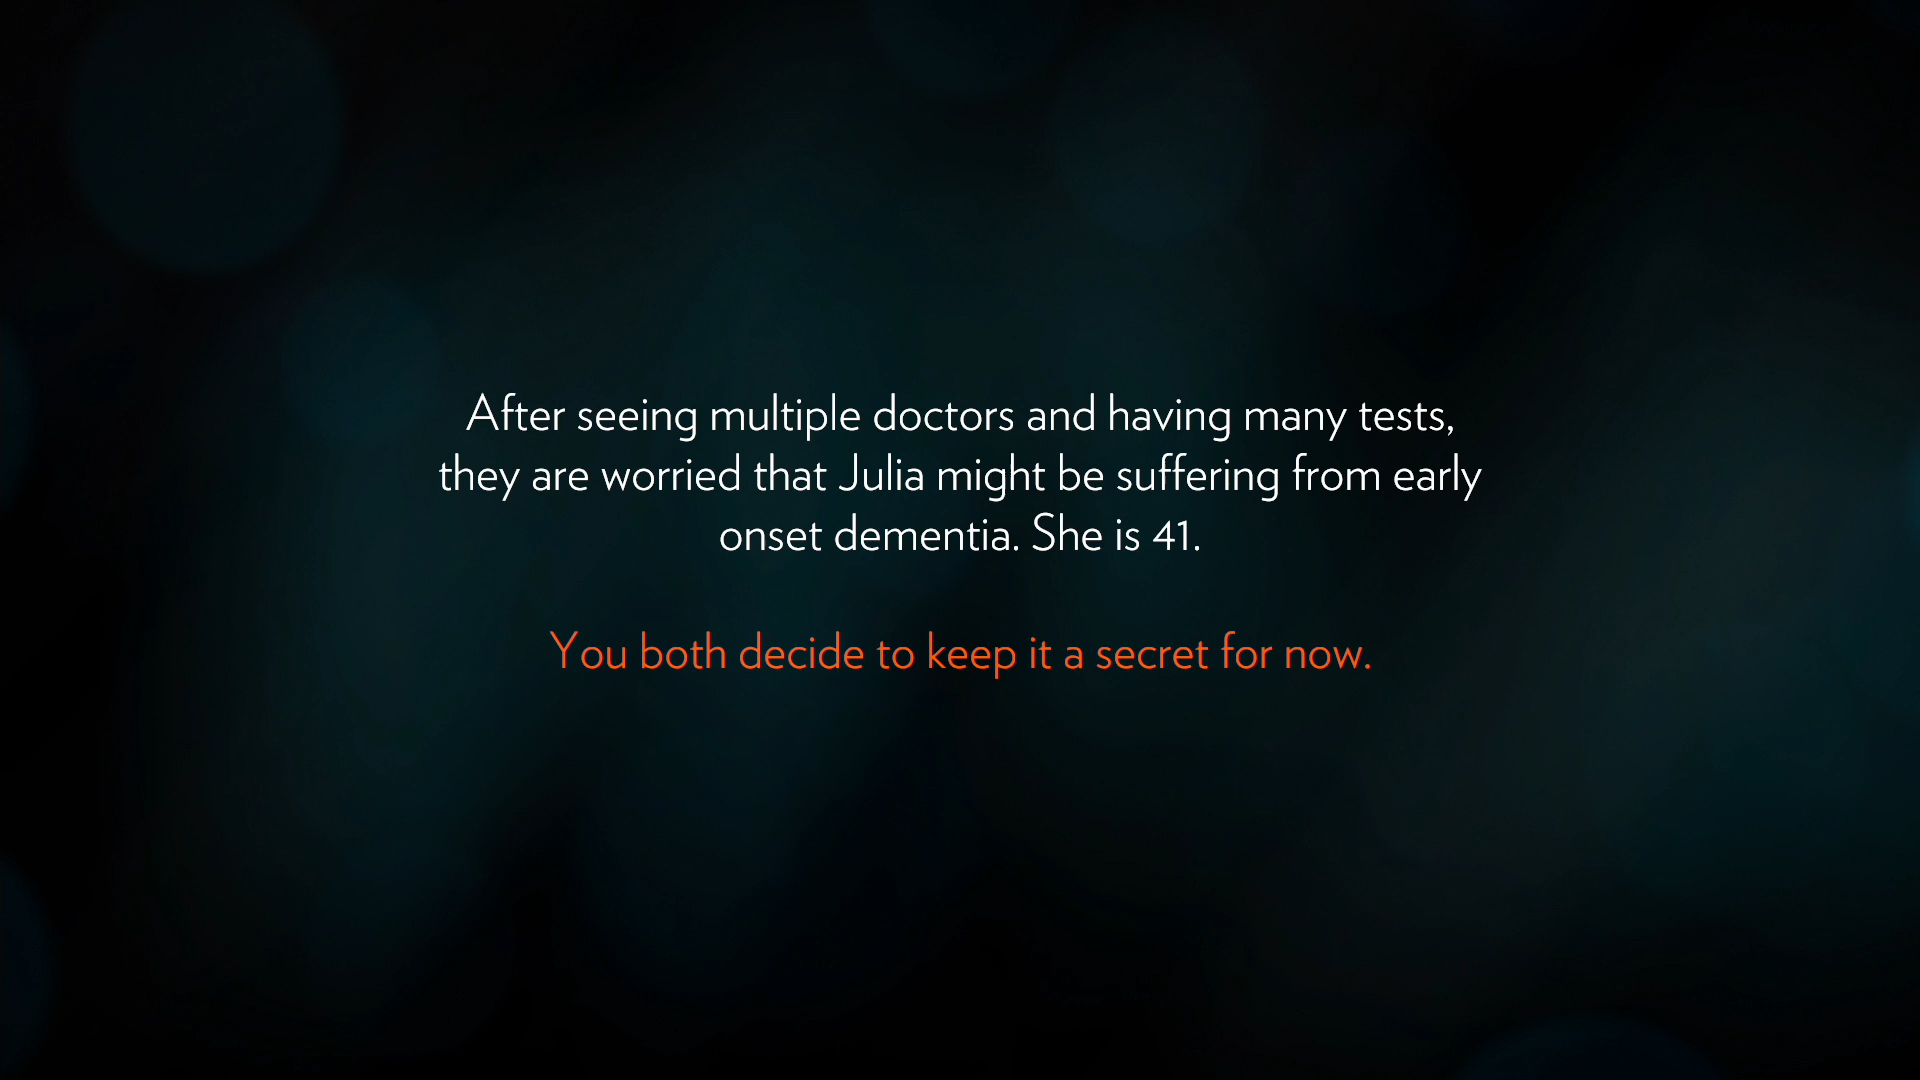 After seeing multiple doctors and having many tests,
they are worried that Julia might be suffering from early
onset dementia. She is 41.
You both decide to keep it a secret for now.